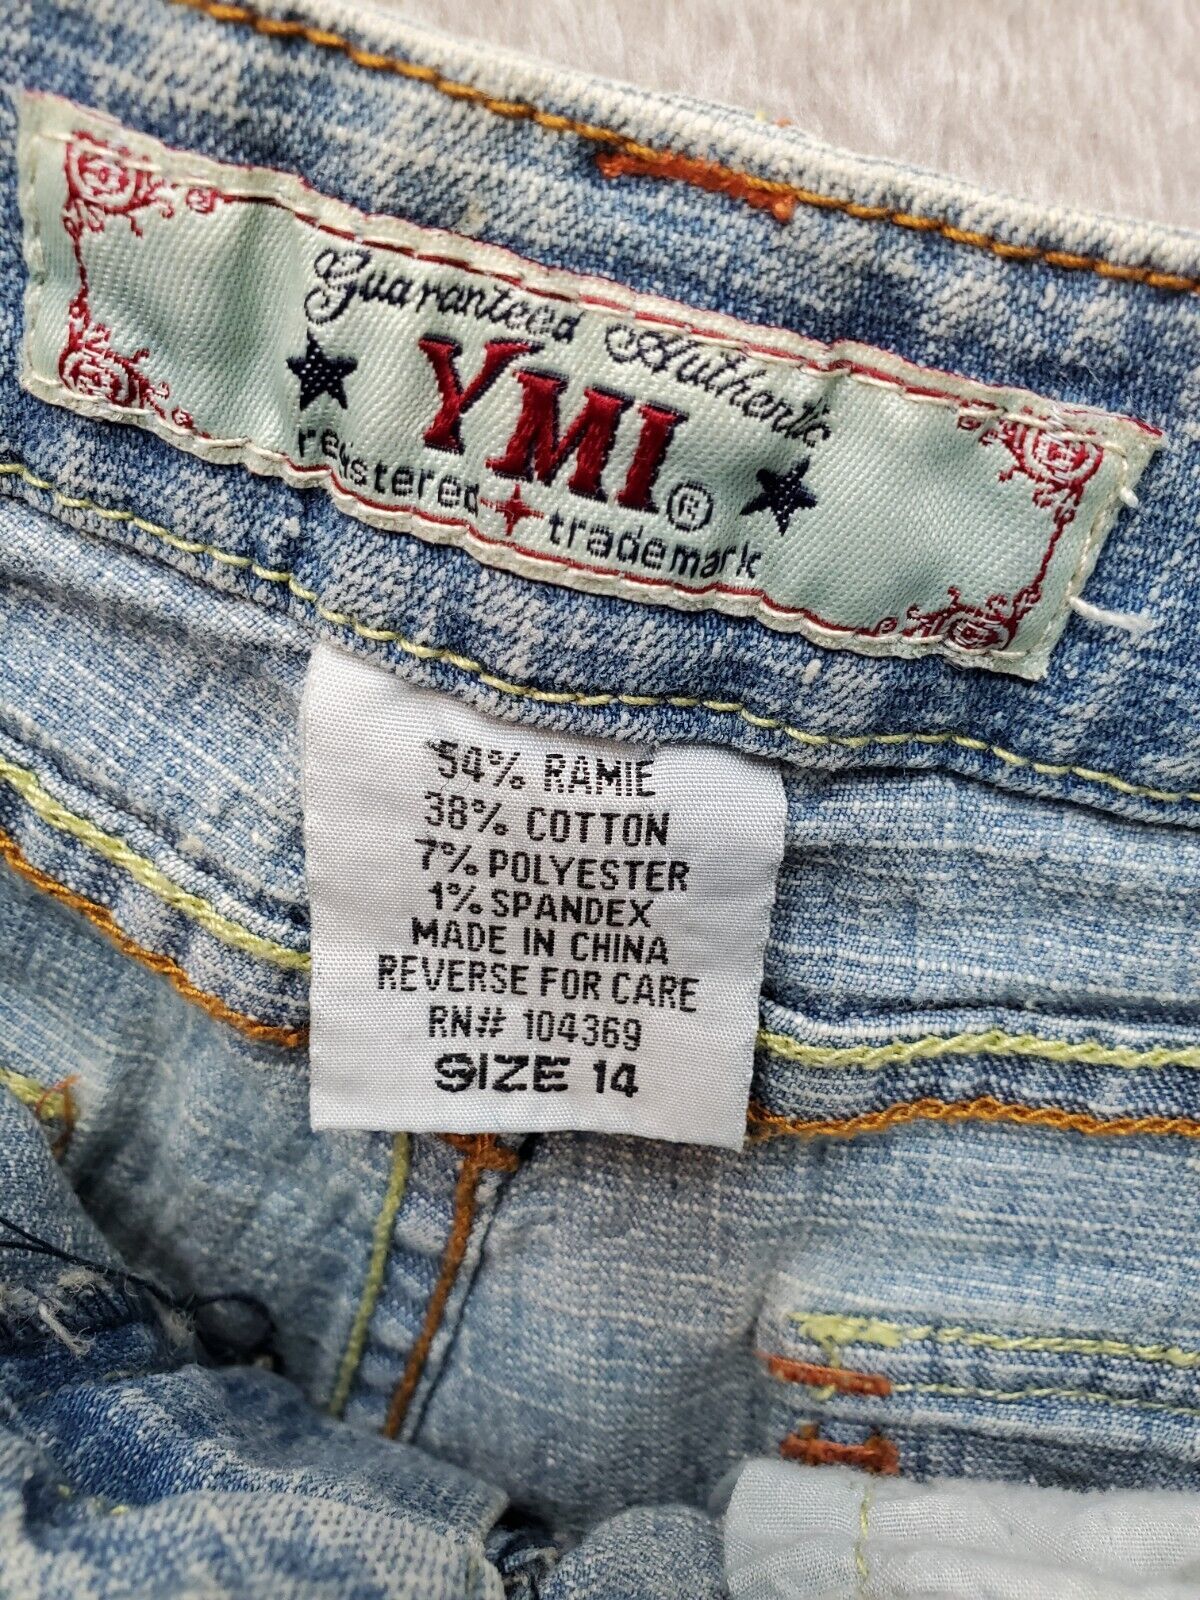 Guaranteed Authentic
YMI®
registered trademark
54% RAMIE
38% COTTON
7% POLYESTER
1% SPANDEX
MADE IN CHINA
REVERSE FOR CARE
RN# 104369
SIZE 14